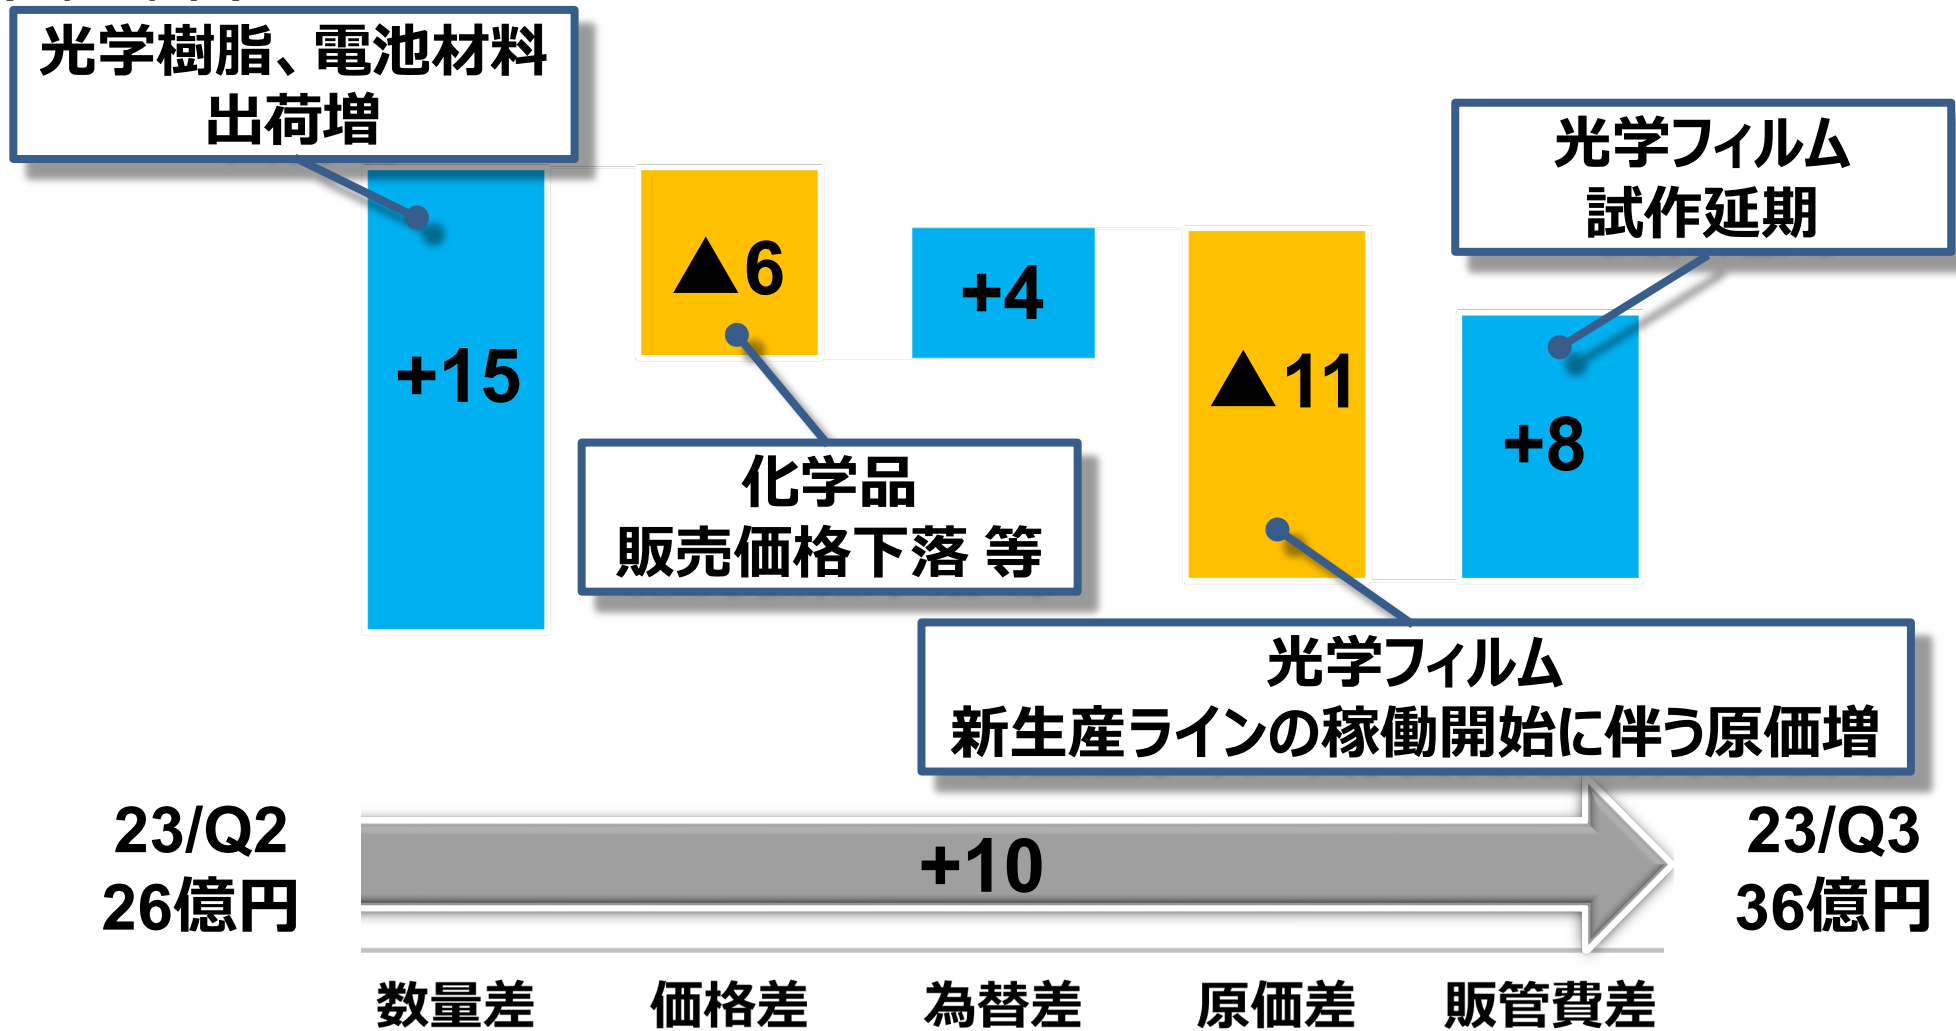 光学樹脂、電池材料
出荷増
光学フィルム
試作延期
▲6
+4
+15
▲11
+8
化学品
販売価格下落 等
光学フィルム
新生産ラインの稼働開始に伴う原価増
23/Q2
26億円
+10
23/Q3
36億円
数量差
価格差
為替差
原価差
販管費差